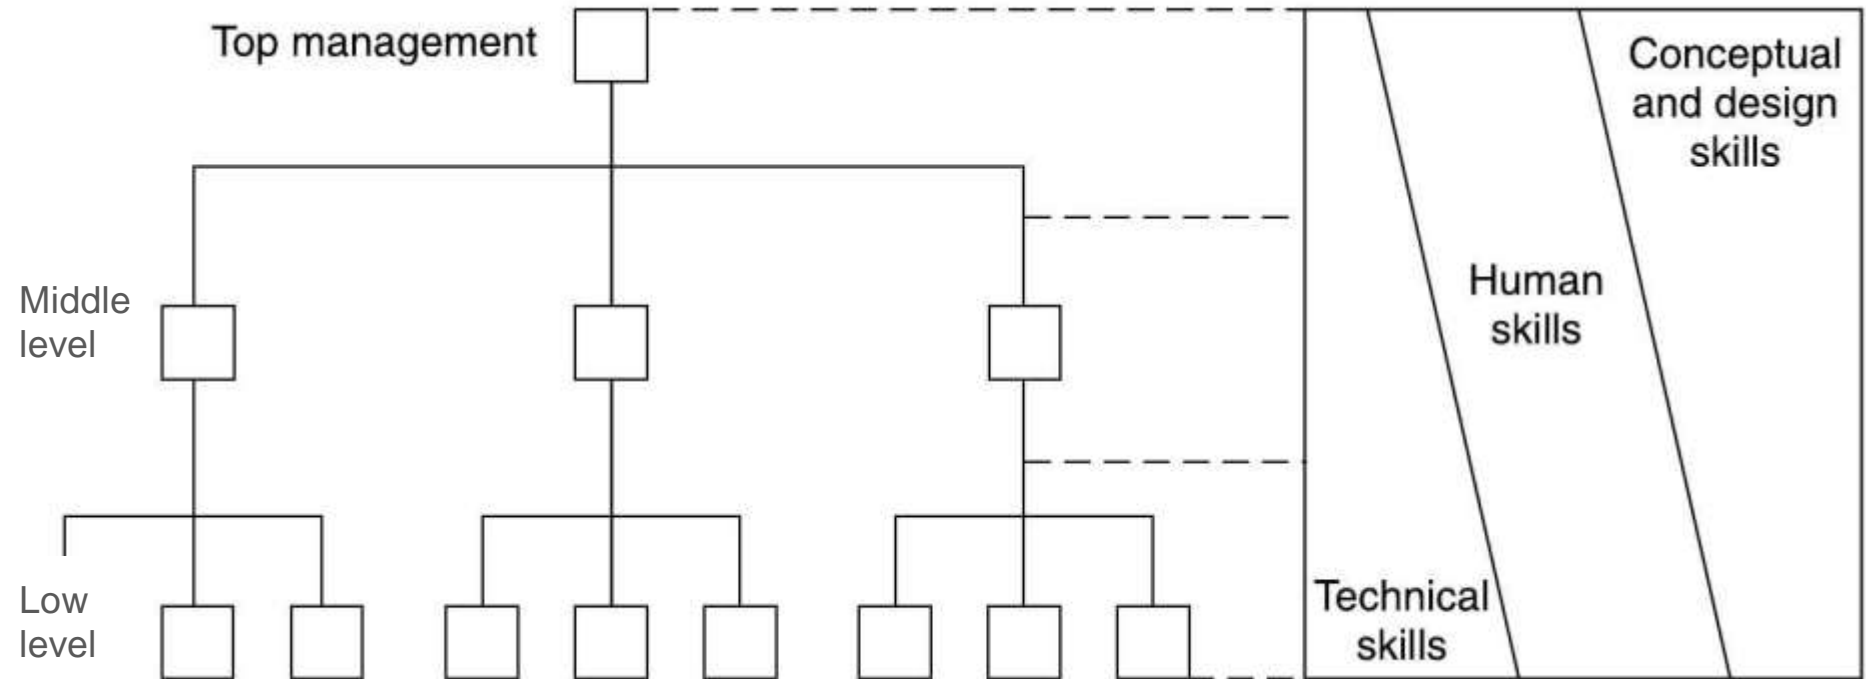 Top management
Conceptual
and design
skills
Middle
level
Human
skills
Low
level
Technical
skills